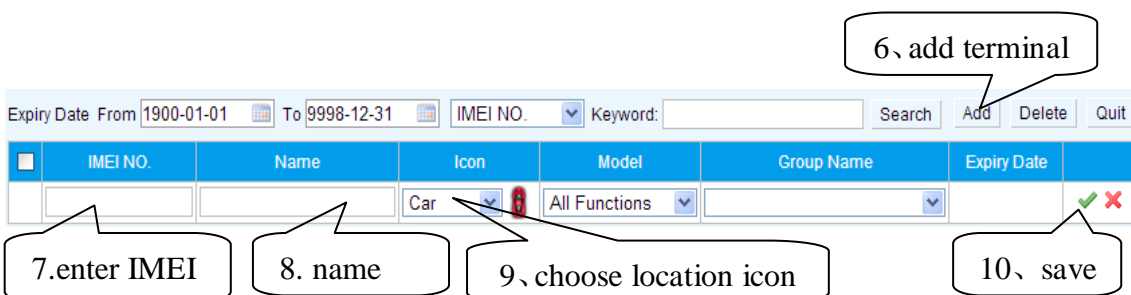 6、add terminal
Expiry Date From 1900-01-01 To 9998-12-31 IMEI NO. Keyword: Search Add Delete Quit
IMEI NO. Name Icon Model Group Name Expiry Date
Car All Functions
7.enter IMEI 8. name 9、choose location icon 10、 save